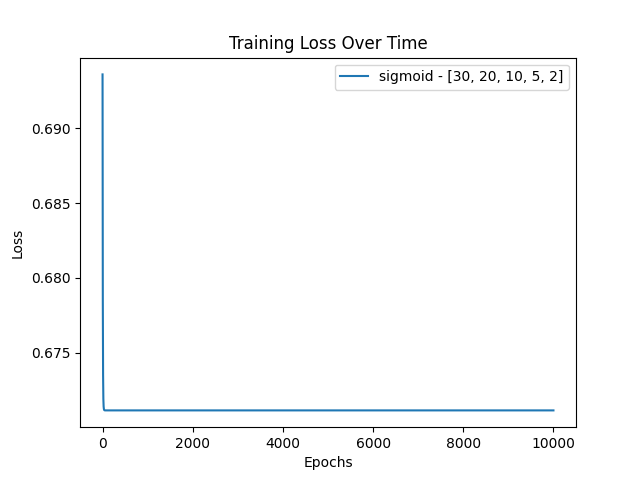 Training Loss Over Time
sigmoid - [30, 20, 10, 5, 2]
Loss
0.690
0.685
0.680
0.675
0 2000 4000 6000 8000 10000
Epochs